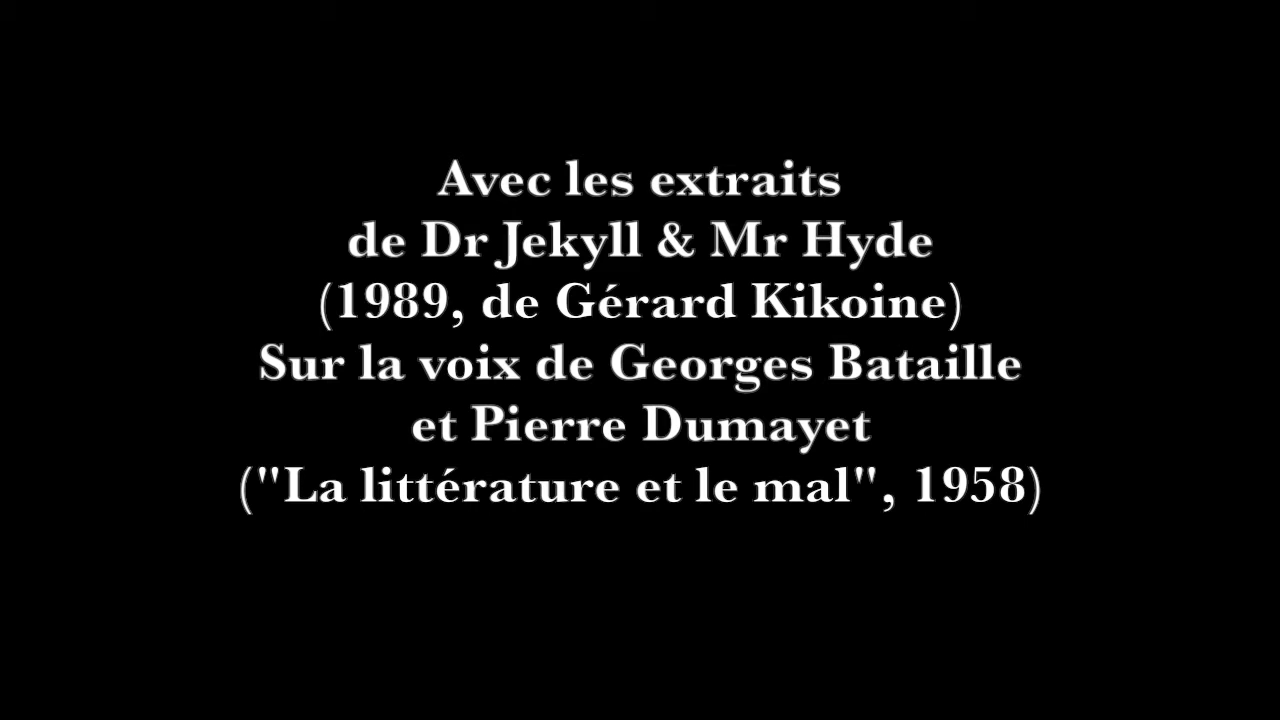 Avec les extraits
de Dr Jekyll & Mr Hyde
(1989, de Gérard Kikoine)
Sur la voix de Georges Bataille
et Pierre Dumayet
("La littérature et le mal", 1958)